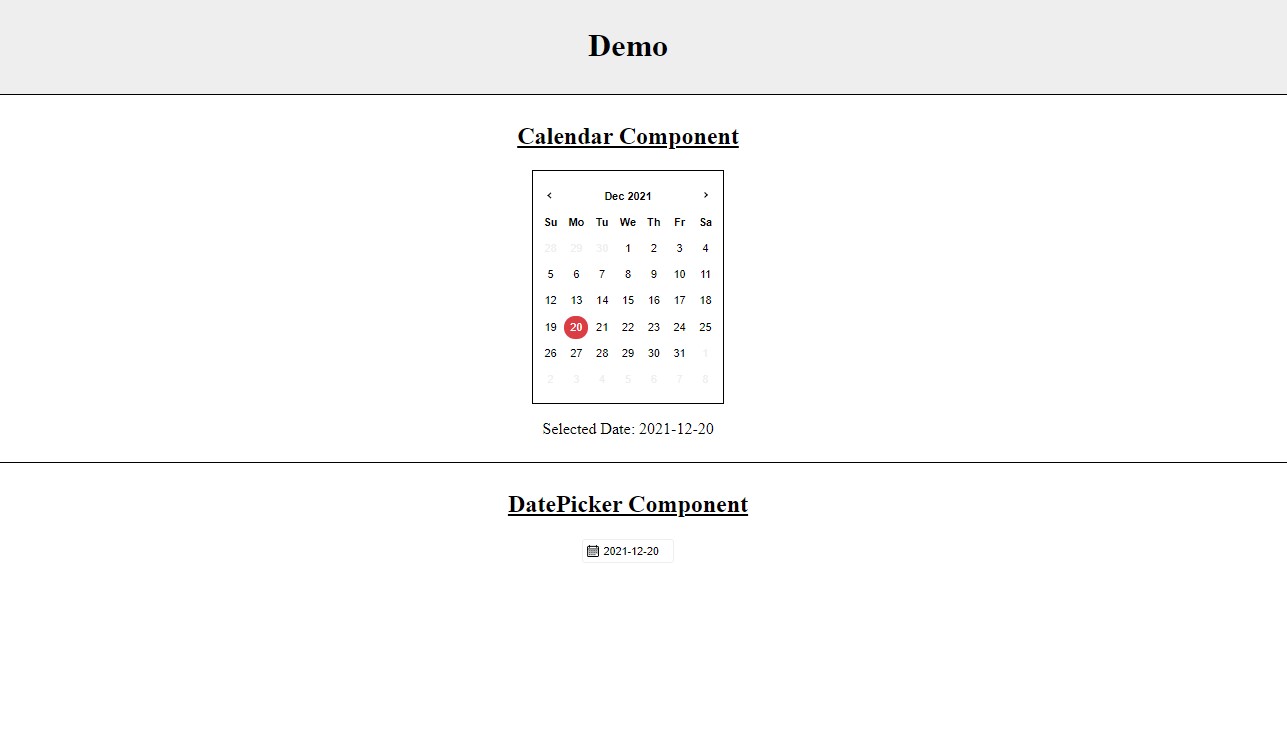 Demo
Calendar Component
‹ Dec 2021 ›
Su Mo Tu We Th Fr Sa
28 29 30 1 2 3 4
5 6 7 8 9 10 11
12 13 14 15 16 17 18
19 20 21 22 23 24 25
26 27 28 29 30 31 1
2 3 4 5 6 7 8
Selected Date: 2021-12-20
DatePicker Component
2021-12-20